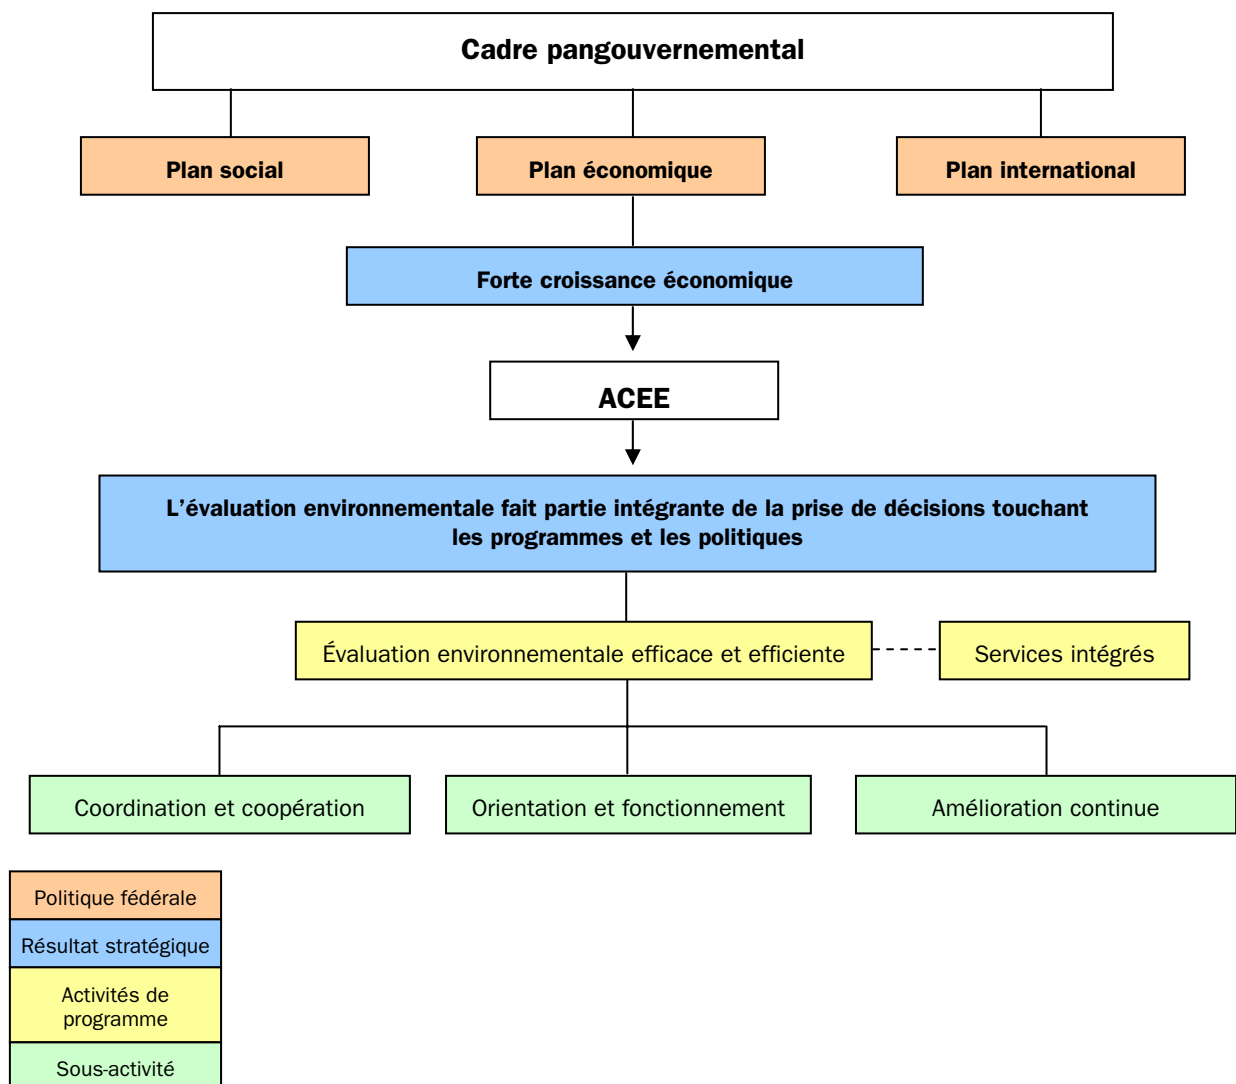 Cadre pangouvernemental
Plan social
Plan économique
Plan international
Forte croissance économique
ACEE
L’évaluation environnementale fait partie intégrante de la prise de décisions touchant
les programmes et les politiques
Évaluation environnementale efficace et efficiente
Services intégrés
Coordination et coopération
Orientation et fonctionnement
Amélioration continue
Politique fédérale
Résultat stratégique
Activités de
programme
Sous-activité